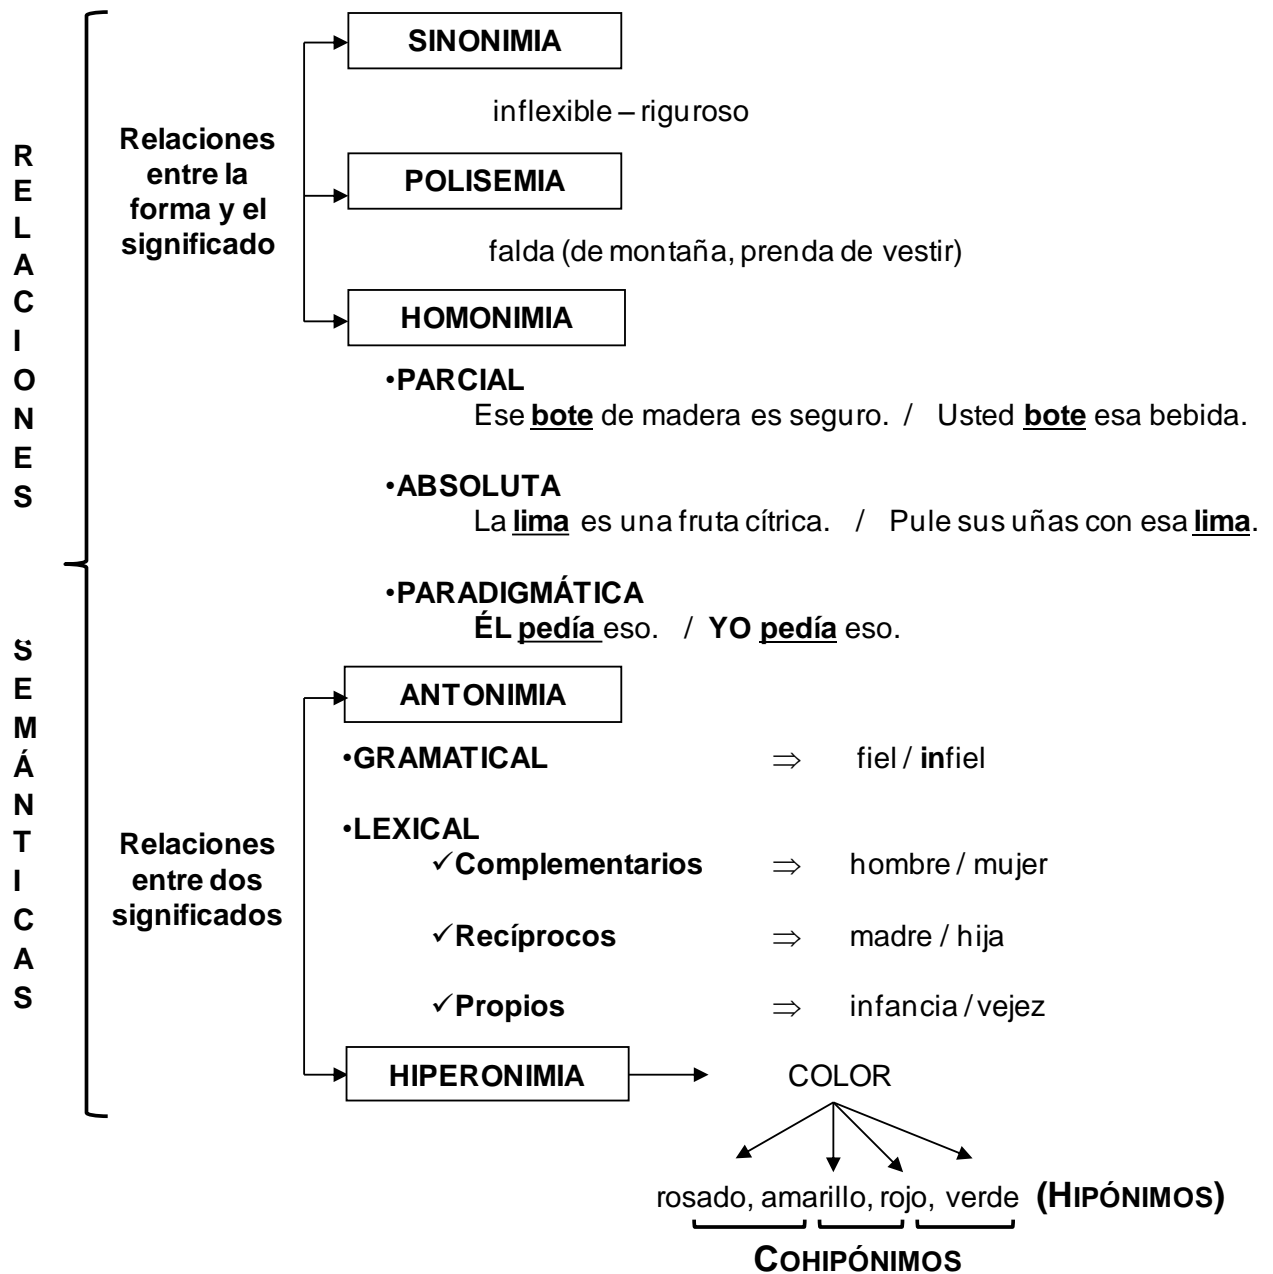 RELACIONES SEMÁNTICAS
Relaciones
entre la
forma y el
significado
SINONIMIA
inflexible – riguroso
POLISEMIA
falda (de montaña, prenda de vestir)
HOMONIMIA
•PARCIAL
Ese bote de madera es seguro. / Usted bote esa bebida.
•ABSOLUTA
La lima es una fruta cítrica. / Pule sus uñas con esa lima.
•PARADIGMÁTICA
ÉL pedía eso. / YO pedía eso.
Relaciones
entre dos
significados
ANTONIMIA
•GRAMATICAL ⇒ fiel / infiel
•LEXICAL
✓Complementarios ⇒ hombre / mujer
✓Recíprocos ⇒ madre / hija
✓Propios ⇒ infancia / vejez
HIPERONIMIA
COLOR
rosado, amarillo, rojo, verde (HIPÓNIMOS)
COHIPÓNIMOS